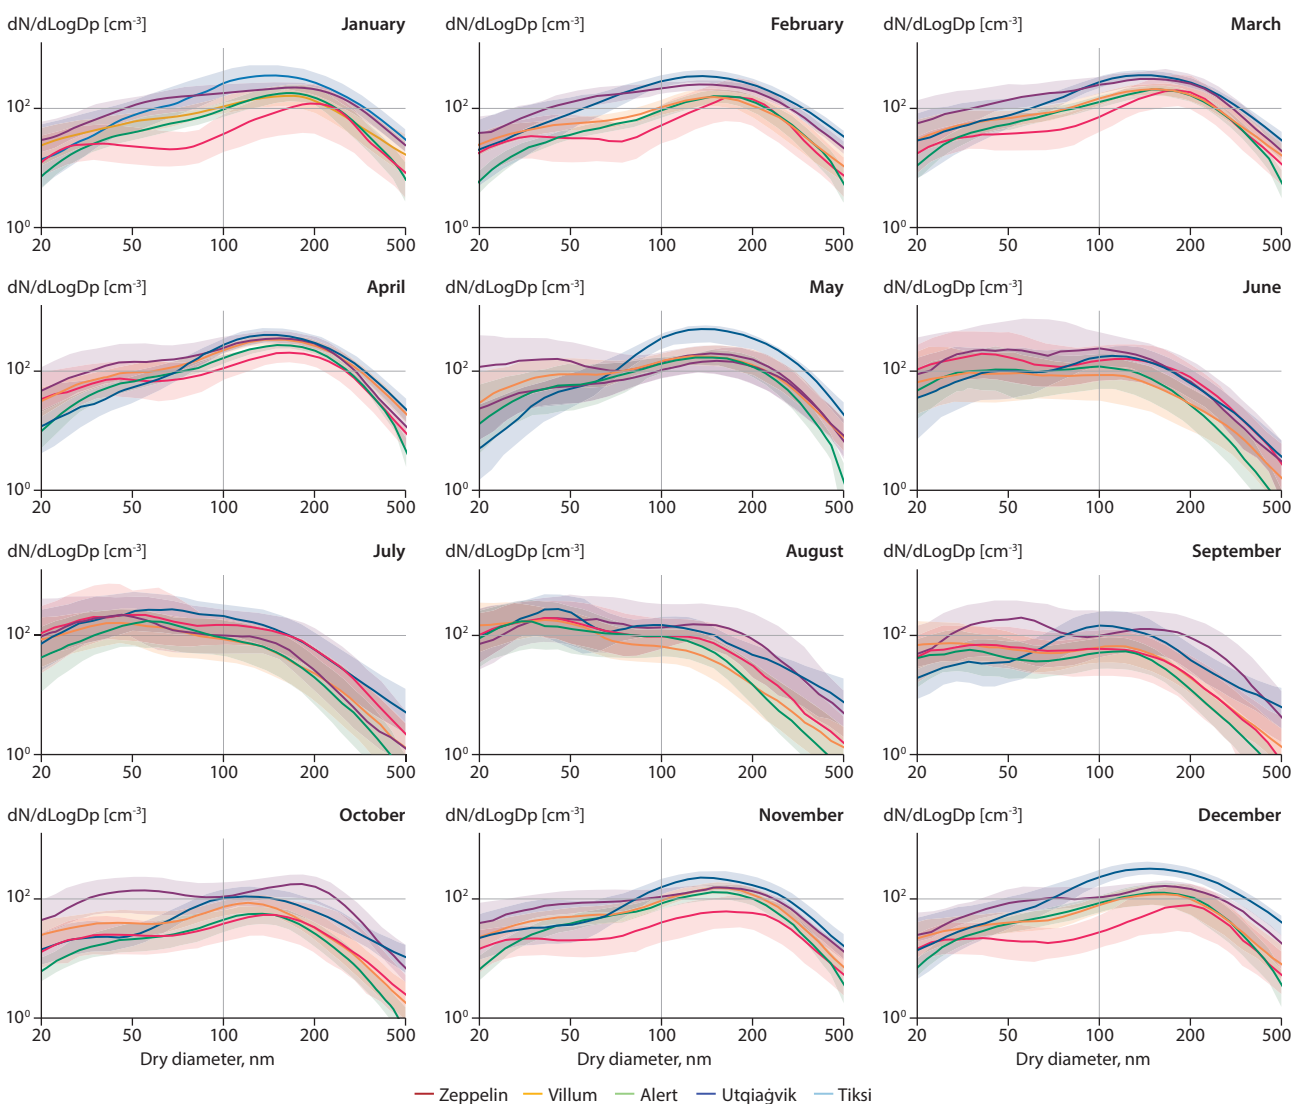 dN/dLogDp [cm-3] January dN/dLogDp [cm-3] February dN/dLogDp [cm-3] March
10² 10² 10²
10⁰ 10⁰ 10⁰
20 50 100 200 500 20 50 100 200 500 20 50 100 200 500
dN/dLogDp [cm-3] April dN/dLogDp [cm-3] May dN/dLogDp [cm-3] June
10² 10² 10²
10⁰ 10⁰ 10⁰
20 50 100 200 500 20 50 100 200 500 20 50 100 200 500
dN/dLogDp [cm-3] July dN/dLogDp [cm-3] August dN/dLogDp [cm-3] September
10² 10² 10²
10⁰ 10⁰ 10⁰
20 50 100 200 500 20 50 100 200 500 20 50 100 200 500
dN/dLogDp [cm-3] October dN/dLogDp [cm-3] November dN/dLogDp [cm-3] December
10² 10² 10²
10⁰ 10⁰ 10⁰
20 50 100 200 500 20 50 100 200 500 20 50 100 200 500
Dry diameter, nm Dry diameter, nm Dry diameter, nm
Zeppelin Villum Alert Utqiaġvik Tiksi